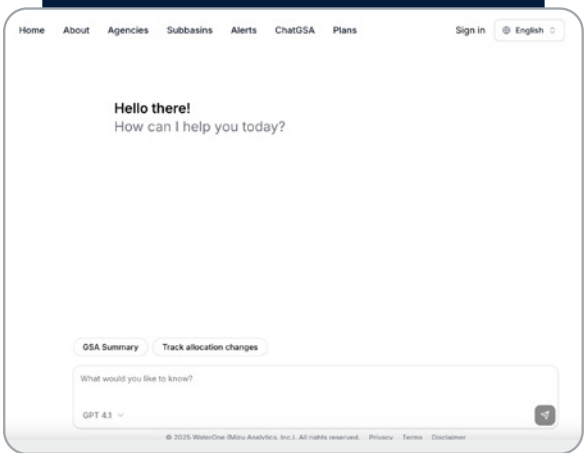 Home About Agencies Subbasins Alerts ChatGSA Plans Sign in English
Hello there!
How can I help you today?
GSA Summary Track allocation changes
What would you like to know?
GPT 4.1
© 2025 WaterOne (Mizu Analytics, Inc.). All rights reserved. Privacy Terms Disclaimer